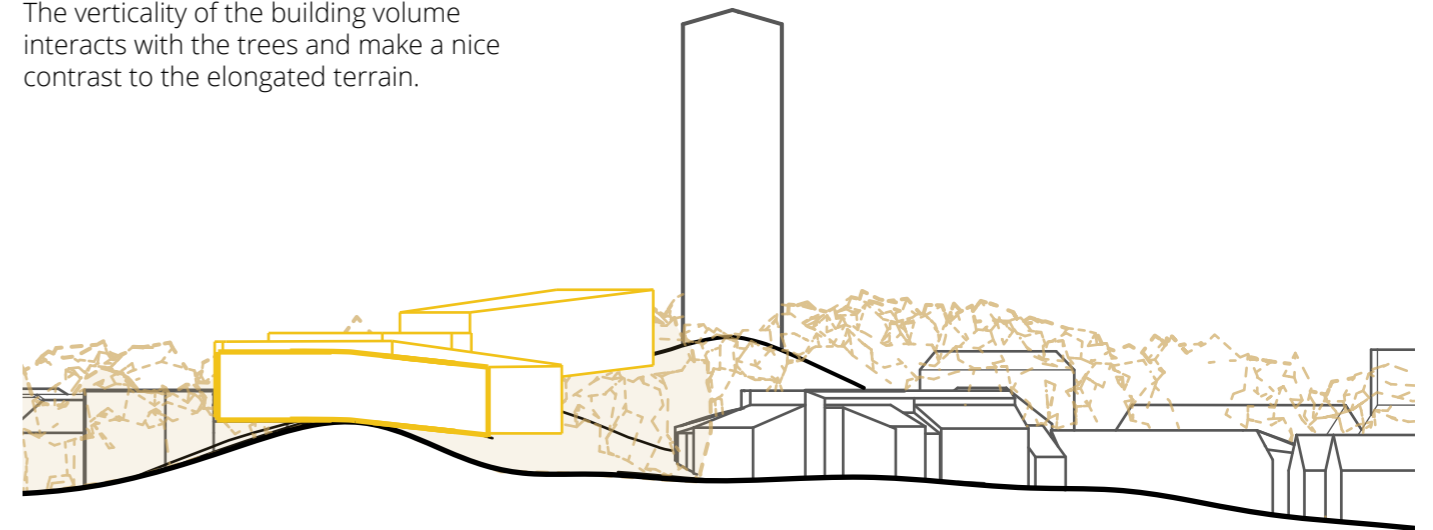 The verticality of the building volume
interacts with the trees and make a nice
contrast to the elongated terrain.